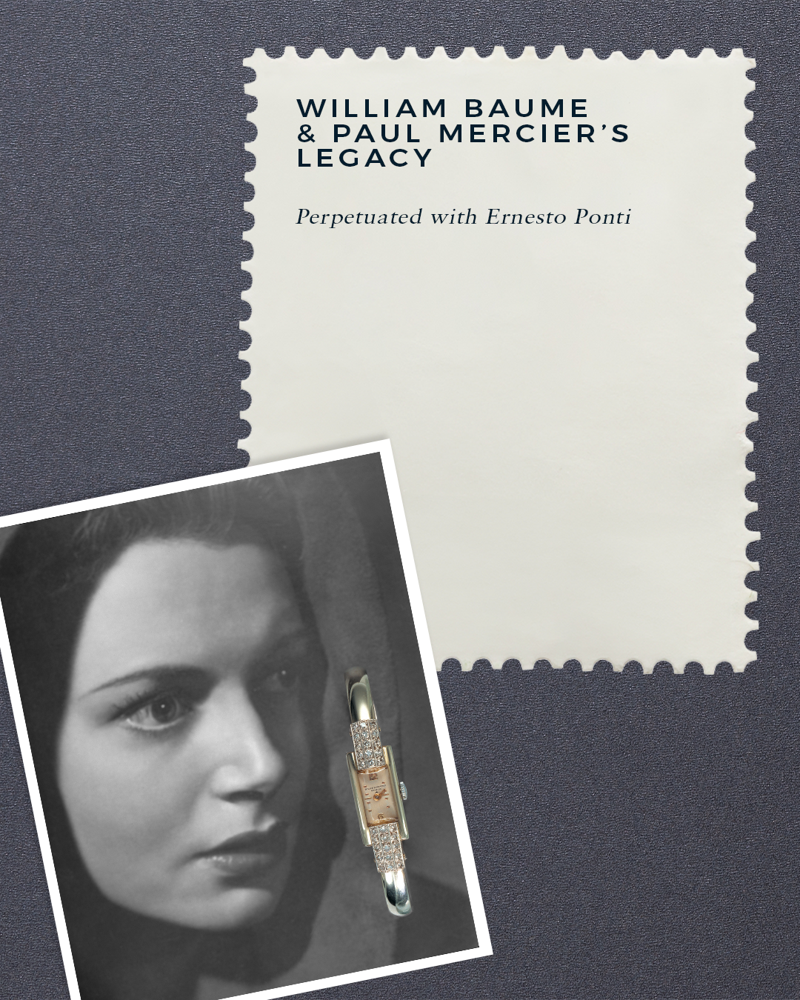 WILLIAM BAUME
& PAUL MERCIER’S
LEGACY
Perpetuated with Ernesto Ponti